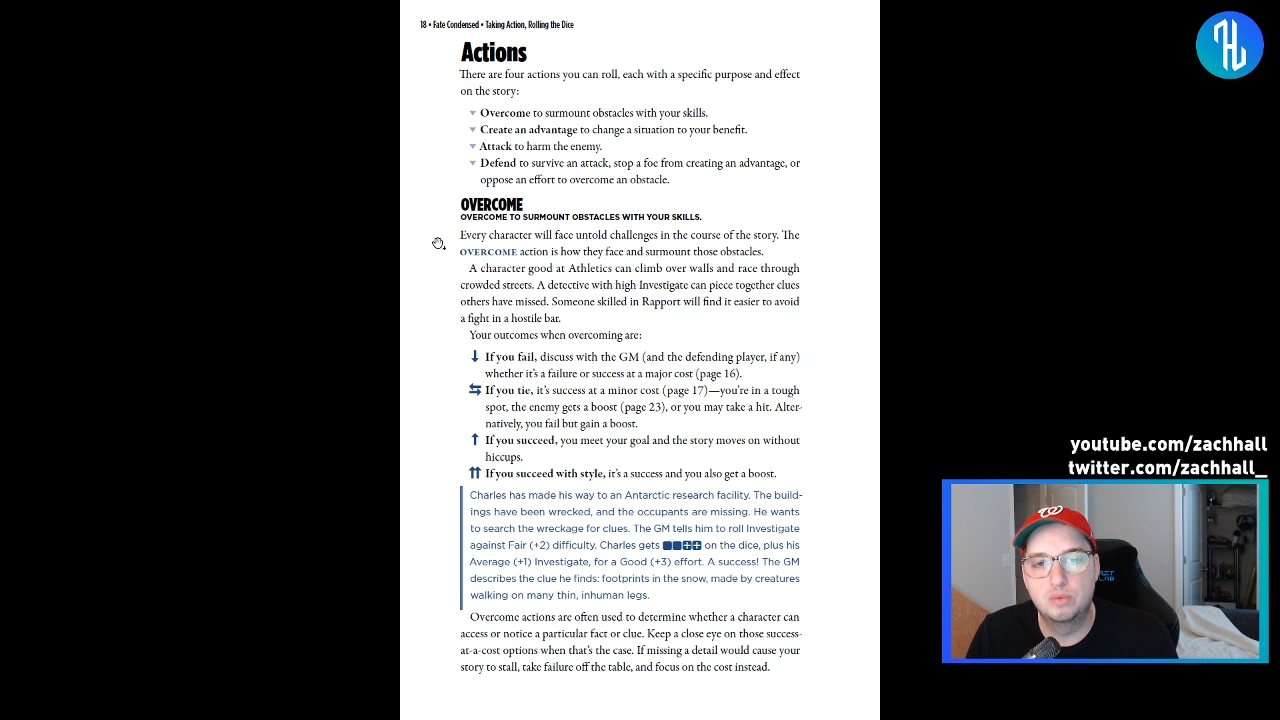 18 • Fate Condensed • Taking Action, Rolling the Dice
Actions
There are four actions you can roll, each with a specific purpose and effect
on the story:
Overcome to surmount obstacles with your skills.
Create an advantage to change a situation to your benefit.
Attack to harm the enemy.
Defend to survive an attack, stop a foe from creating an advantage, or
oppose an effort to overcome an obstacle.
OVERCOME
OVERCOME TO SURMOUNT OBSTACLES WITH YOUR SKILLS.
Every character will face untold challenges in the course of the story. The
OVERCOME action is how they face and surmount those obstacles.
A character good at Athletics can climb over walls and race through
crowded streets. A detective with high Investigate can piece together clues
others have missed. Someone skilled in Rapport will find it easier to avoid
a fight in a hostile bar.
Your outcomes when overcoming are:
If you fail, discuss with the GM (and the defending player, if any)
whether it's a failure or success at a major cost (page 16).
If you tie, it's success at a minor cost (page 17)—you're in a tough
spot, the enemy gets a boost (page 23), or you may take a hit. Alter-
natively, you fail but gain a boost.
If you succeed, you meet your goal and the story moves on without
hiccups.
If you succeed with style, it's a success and you also get a boost.
Charles has made his way to an Antarctic research facility. The build-
ings have been wrecked, and the occupants are missing. He wants
to search the wreckage for clues. The GM tells him to roll Investigate
against Fair (+2) difficulty. Charles gets on the dice, plus his
Average (+1) Investigate, for a Good (+3) effort. A success! The GM
describes the clue he finds: footprints in the snow, made by creatures
walking on many thin, inhuman legs.
Overcome actions are often used to determine whether a character can
access or notice a particular fact or clue. Keep a close eye on those success-
at-a-cost options when that's the case. If missing a detail would cause your
story to stall, take failure off the table, and focus on the cost instead.
youtube.com/zachhall
twitter.com/zachhall_